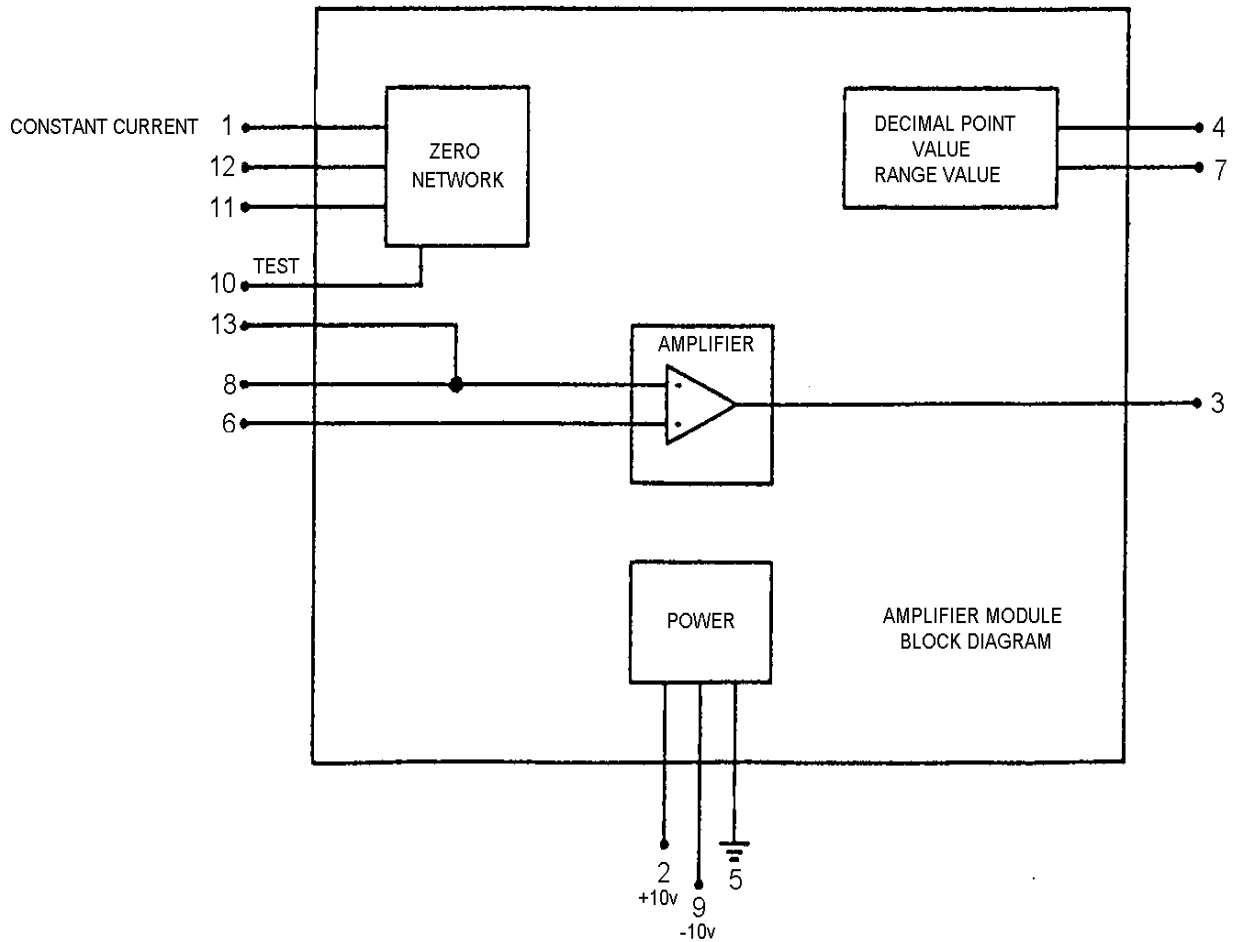 CONSTANT CURRENT 1
12
11
ZERO
NETWORK
TEST
10
13
8
6
DECIMAL POINT
VALUE
RANGE VALUE
4
7
AMPLIFIER
3
POWER
AMPLIFIER MODULE
BLOCK DIAGRAM
2
+10v
9
-10v
5